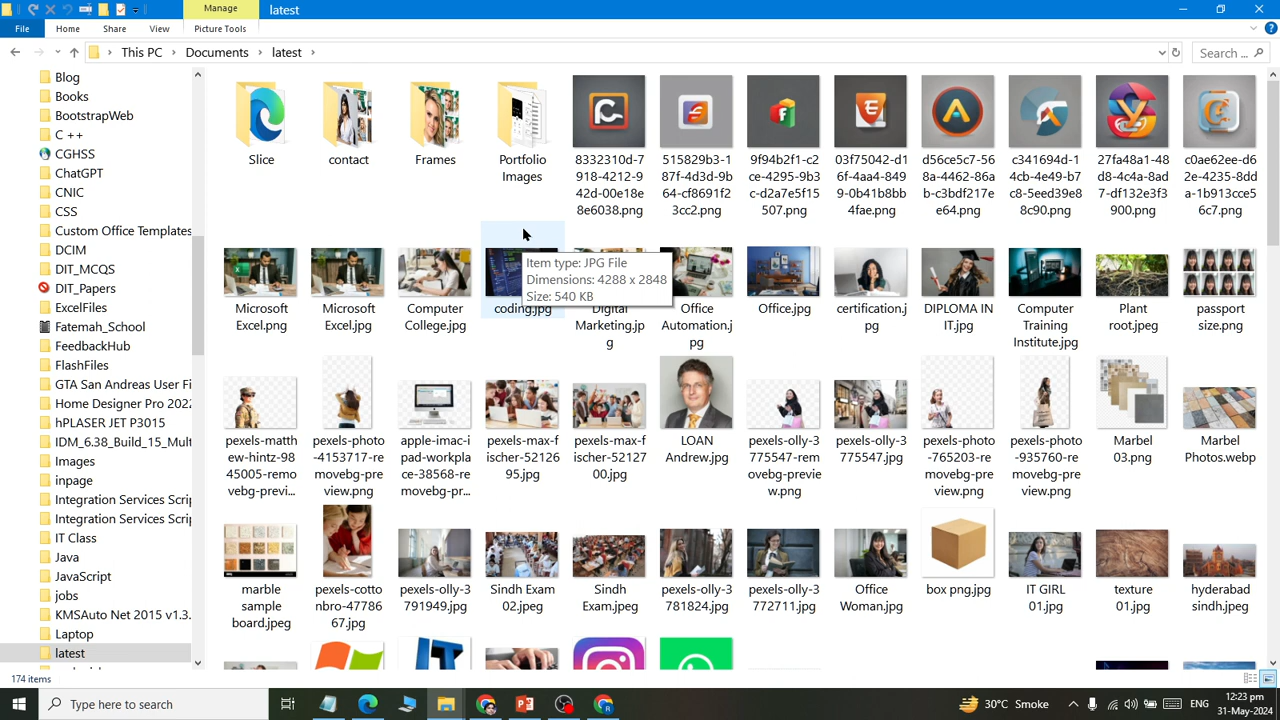 Manage
latest
File
Home
Share
View
Picture Tools
This PC
Documents
latest
Search ...
Blog
Books
BootstrapWeb
C ++
CGHSS
ChatGPT
CNIC
CSS
Custom Office Templates
DCIM
DIT_MCQS
DIT_Papers
ExcelFiles
Fatemah_School
FeedbackHub
FlashFiles
GTA San Andreas User Fi
Home Designer Pro 2022
hPLASER JET P3015
IDM_6.38_Build_15_Mult
Images
inpage
Integration Services Scrip
Integration Services Scrip
IT Class
Java
JavaScript
jobs
KMSAuto Net 2015 v1.3.
Laptop
latest
Slice
contact
Frames
Portfolio
Images
8332310d-7
918-4212-9
42d-00e18e
8e6038.png
515829b3-1
87f-4d3d-9b
64-cf8691f2
3cc2.png
9f94b2f1-c2
ce-4295-9b3
c-d2a7e5f15
507.png
03f75042-d1
6f-4aa4-849
9-0b41b8bb
4fae.png
d56ce5c7-56
8a-4462-86a
b-c3bdf217e
e64.png
c341694d-1
4cb-4e49-b7
c8-5eed39e8
8c90.png
27fa48a1-48
d8-4c4a-8ad
7-df132e3f3
900.png
c0ae62ee-d6
2e-4235-8dd
a-1b913cce5
6c7.png
Item type: JPG File
Dimensions: 4288 x 2848
Size: 540 KB
Microsoft
Excel.png
Microsoft
Excel.jpg
Computer
College.jpg
coding.jpg
Digital
Marketing.jp
g
Office
Automation.j
pg
Office.jpg
certification.j
pg
DIPLOMA IN
IT.jpg
Computer
Training
Institute.jpg
Plant
root.jpeg
passport
size.png
pexels-matth
ew-hintz-98
45005-remo
vebg-previ...
pexels-photo
-4153717-re
movebg-pre
view.png
apple-imac-i
pad-workpla
ce-38568-re
movebg-pr...
pexels-max-f
ischer-52126
95.jpg
pexels-max-f
ischer-52127
00.jpg
LOAN
Andrew.jpg
pexels-olly-3
775547-rem
ovebg-previe
w.png
pexels-olly-3
775547.jpg
pexels-photo
-765203-re
movebg-pre
view.png
pexels-photo
-935760-re
movebg-pre
view.png
Marbel
03.png
Marbel
Photos.webp
marble
sample
board.jpeg
pexels-cotto
nbro-47786
67.jpg
pexels-olly-3
791949.jpg
Sindh Exam
02.jpeg
Sindh
Exam.jpeg
pexels-olly-3
781824.jpg
pexels-olly-3
772711.jpg
Office
Woman.jpg
box png.jpg
IT GIRL
01.jpg
texture
01.jpg
hyderabad
sindh.jpeg
174 items
Type here to search
30°C Smoke
ENG
12:23 pm
31-May-2024